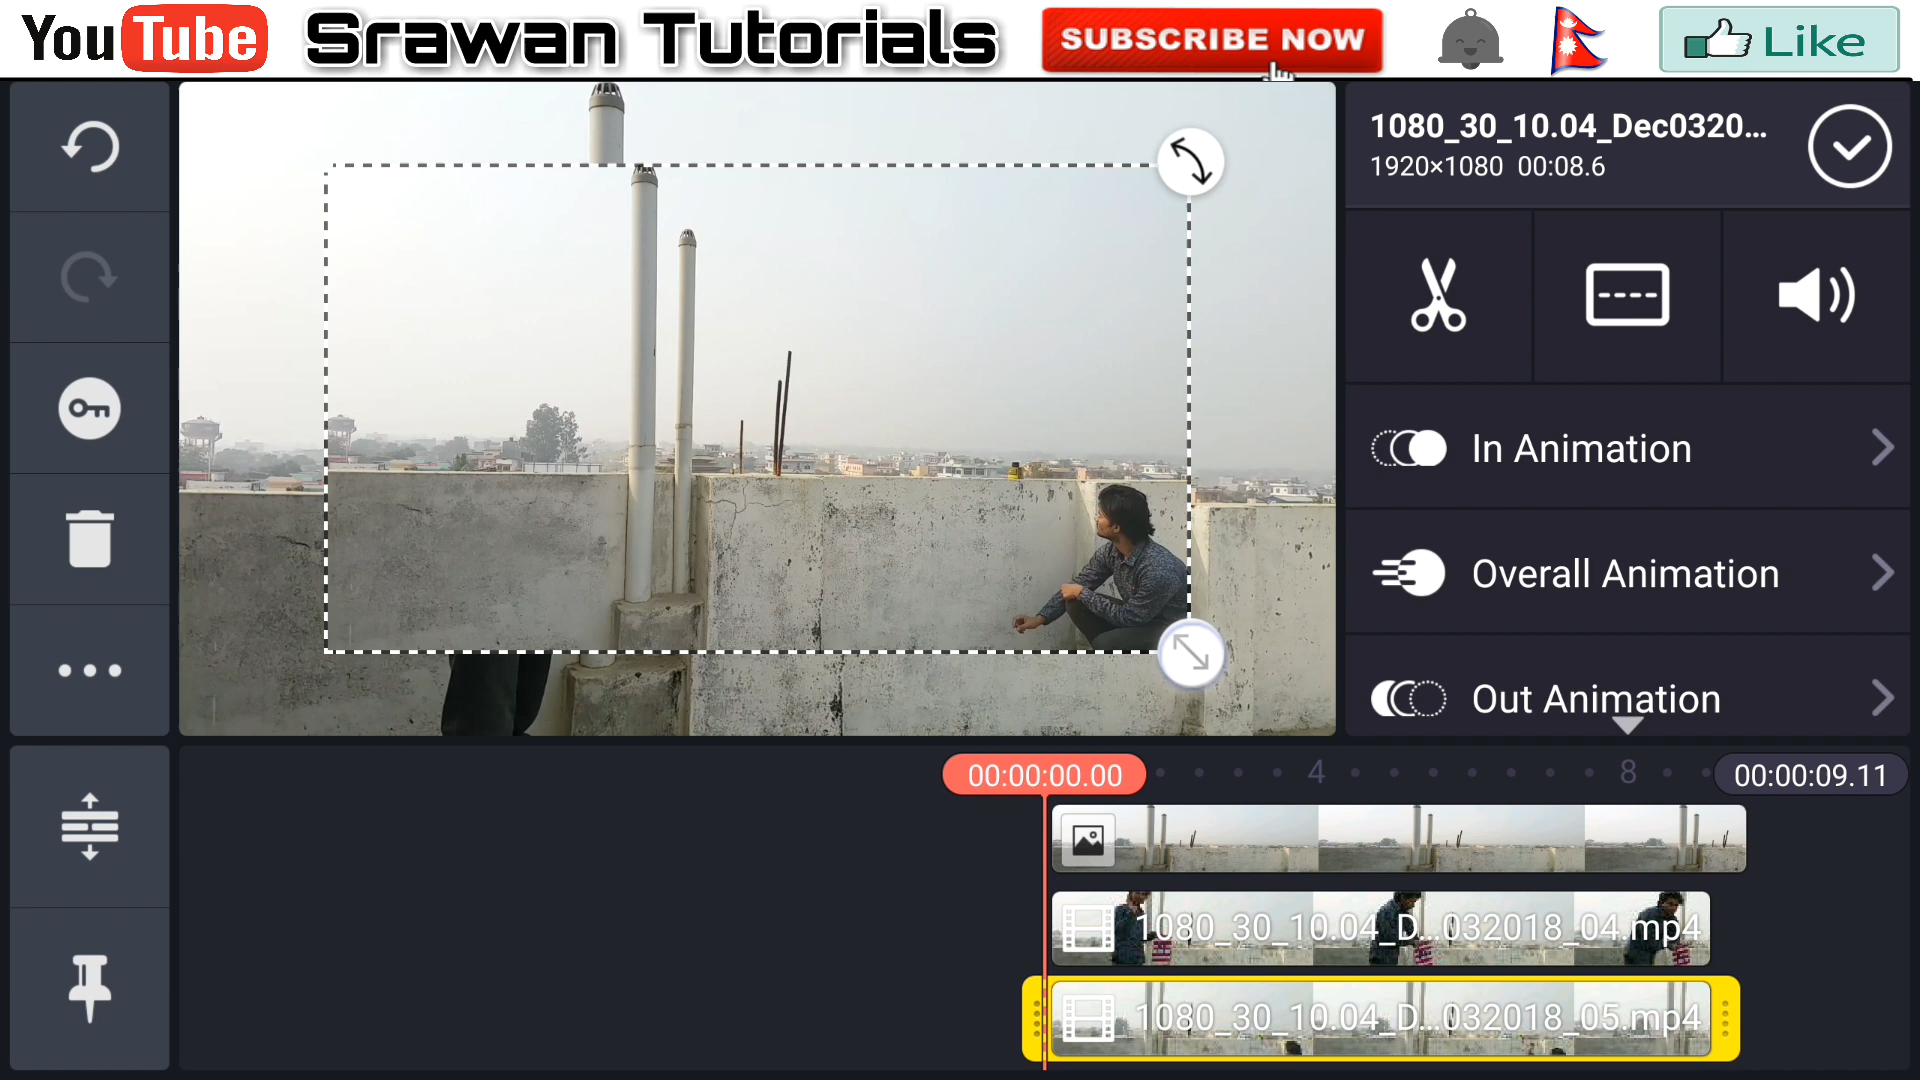 YouTube Srawan Tutorials SUBSCRIBE NOW Like
1080_30_10.04_Dec0320...
1920×1080 00:08.6
In Animation
Overall Animation
Out Animation
00:00:00.00 4 8 00:00:09.11
1080_30_10.04_D...032018_04.mp4
1080_30_10.04_D...032018_05.mp4